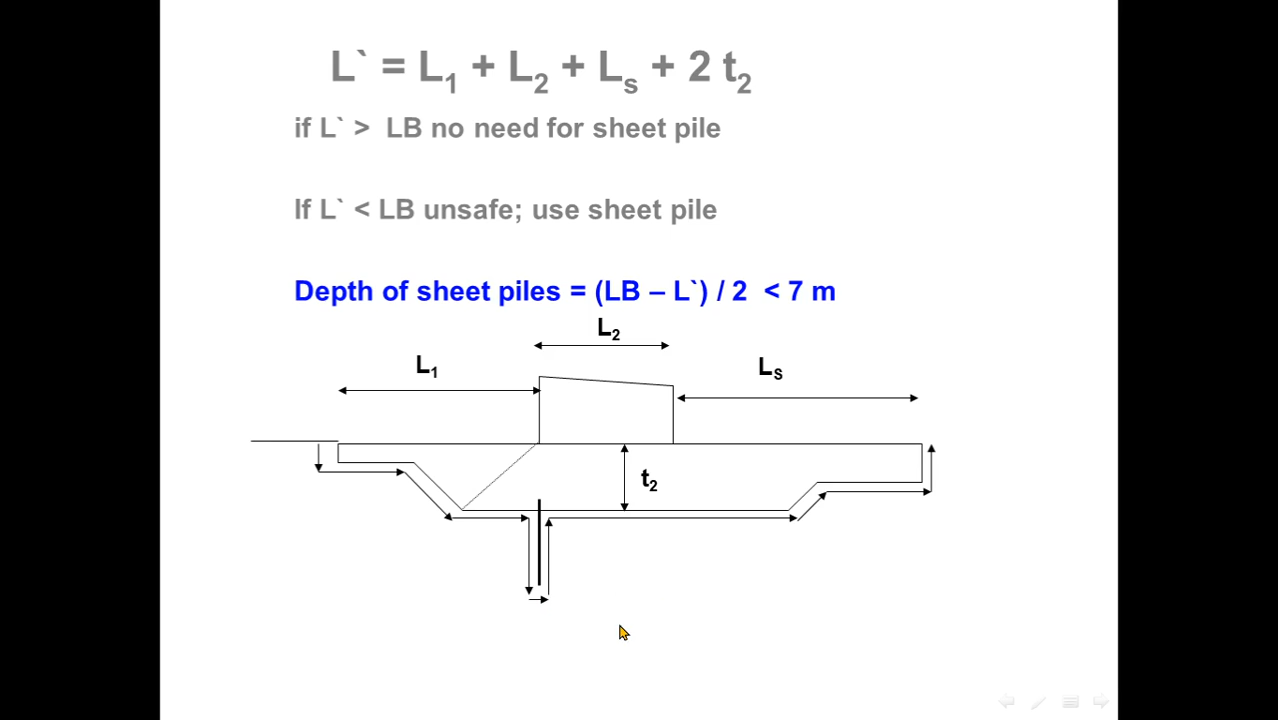 L` = L1 + L2 + Ls + 2 t2
if L` > LB no need for sheet pile
If L` < LB unsafe; use sheet pile
Depth of sheet piles = (LB – L`) / 2 < 7 m
L2
L1
LS
t2